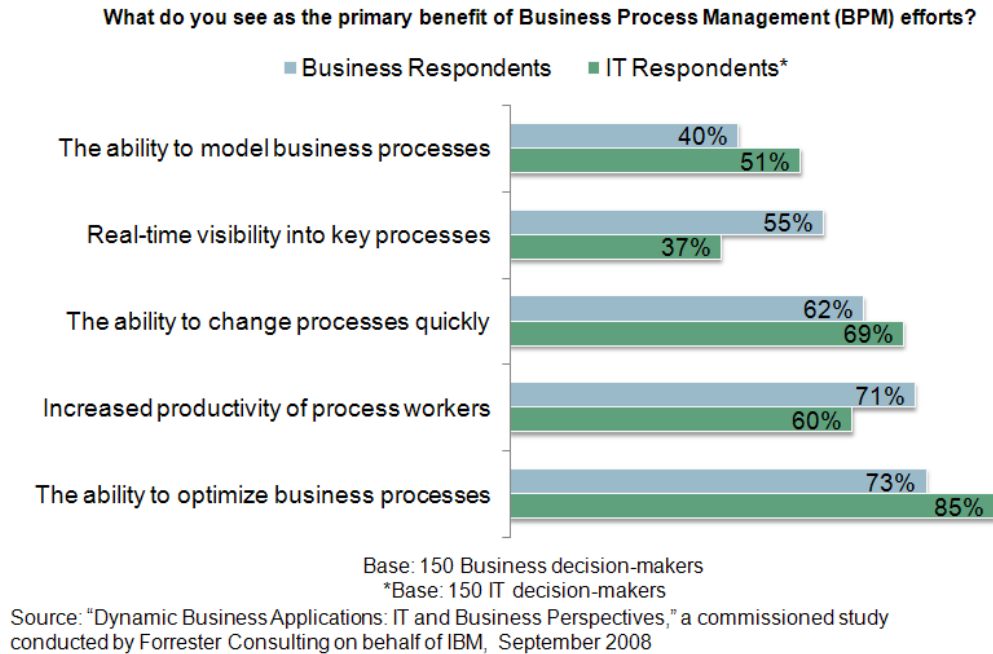 What do you see as the primary benefit of Business Process Management (BPM) efforts?
Business Respondents IT Respondents*
The ability to model business processes
40%
51%
Real-time visibility into key processes
55%
37%
The ability to change processes quickly
62%
69%
Increased productivity of process workers
71%
60%
The ability to optimize business processes
73%
85%
Base: 150 Business decision-makers
*Base: 150 IT decision-makers
Source: “Dynamic Business Applications: IT and Business Perspectives,” a commissioned study
conducted by Forrester Consulting on behalf of IBM, September 2008